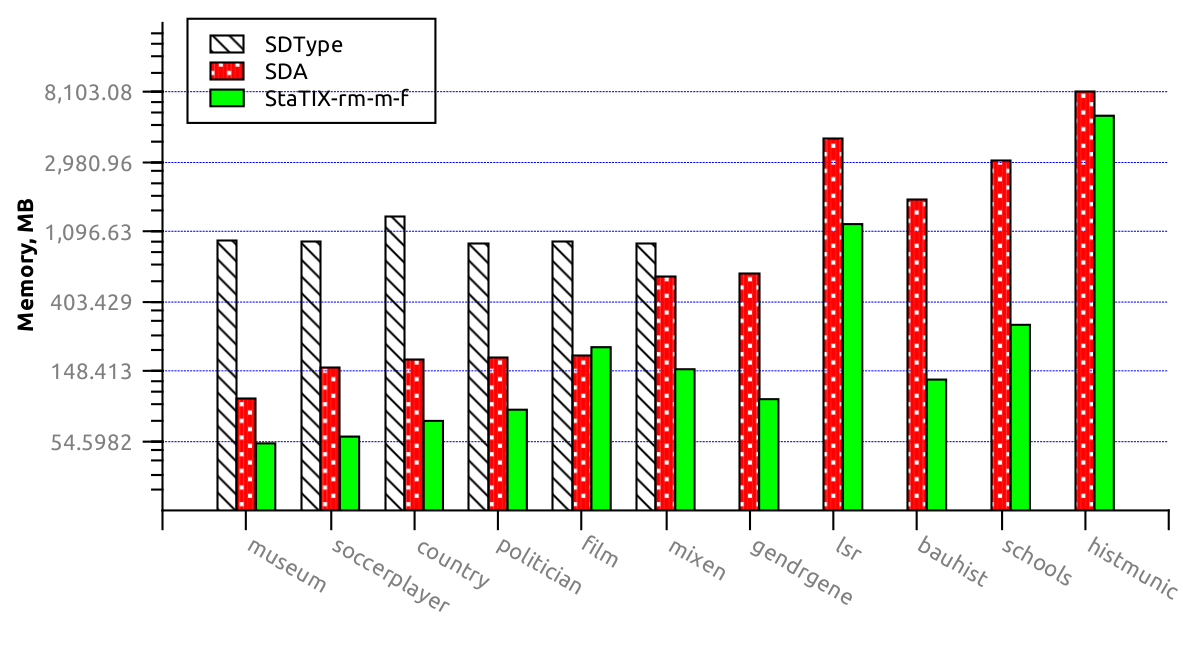 SDType
SDA
StaTIX-rm-m-f
Memory, MB
8,103.08
2,980.96
1,096.63
403.429
148.413
54.5982
museum
soccerplayer
country
politician
film
mixen
gendrgene
lsr
bauhist
schools
histmunic